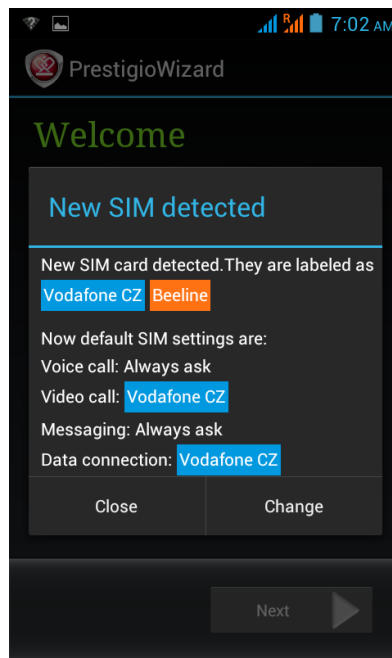 R
7:02 AM
PrestigioWizard
Welcome
New SIM detected
New SIM card detected.They are labeled as
Vodafone CZ Beeline
Now default SIM settings are:
Voice call: Always ask
Video call: Vodafone CZ
Messaging: Always ask
Data connection: Vodafone CZ
Close Change
Next